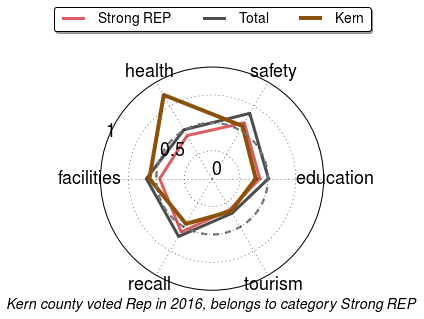 Strong REP Total Kern
health safety
1
0.5
0
facilities education
recall tourism
Kern county voted Rep in 2016, belongs to category Strong REP